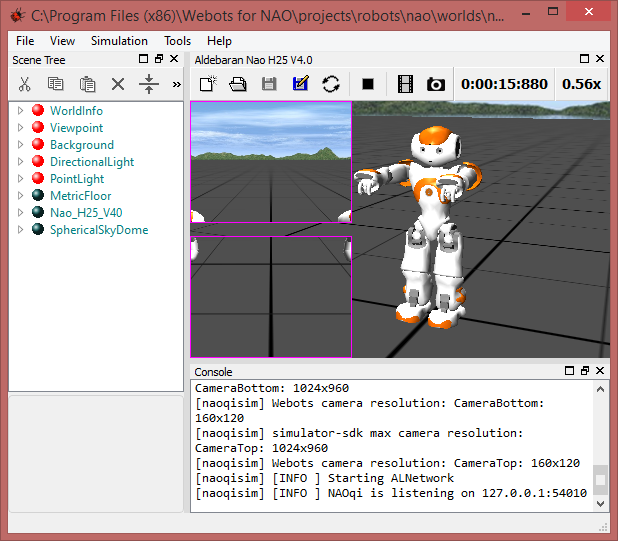 C:\Program Files (x86)\Webots for NAO\projects\robots\nao\worlds\n...
File View Simulation Tools Help
Scene Tree
Aldebaran Nao H25 V4.0
»
0:00:15:880 0.56x
WorldInfo
Viewpoint
Background
DirectionalLight
PointLight
MetricFloor
Nao_H25_V40
SphericalSkyDome
Console
CameraBottom: 1024x960
[naoqisim] Webots camera resolution: CameraBottom:
160x120
[naoqisim] simulator-sdk max camera resolution:
CameraTop: 1024x960
[naoqisim] Webots camera resolution: CameraTop: 160x120
[naoqisim] [INFO ] Starting ALNetwork
[naoqisim] [INFO ] NAOqi is listening on 127.0.0.1:54010